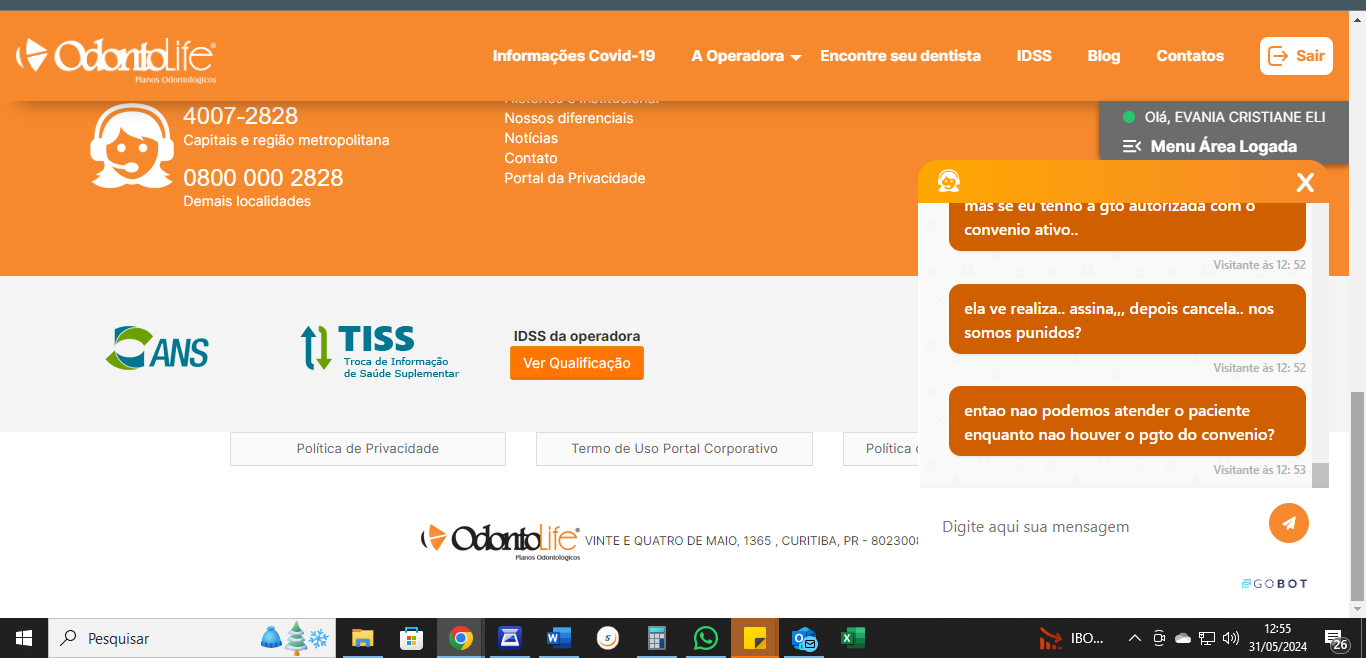 OdontoLife®
Planos Odontológicos
Informações Covid-19
A Operadora
Encontre seu dentista
IDSS
Blog
Contatos
Sair
4007-2828
Capitais e região metropolitana
0800 000 2828
Demais localidades
Histórico e Institucional
Nossos diferenciais
Notícias
Contato
Portal da Privacidade
Olá, EVANIA CRISTIANE ELI
Menu Área Logada
X
mas se eu tenho a gto autorizada com o
convenio ativo..
Visitante às 12: 52
ela ve realiza.. assina,,, depois cancela.. nos
somos punidos?
Visitante às 12: 52
entao nao podemos atender o paciente
enquanto nao houver o pgto do convenio?
Visitante às 12: 53
Digite aqui sua mensagem
GOBOT
ANS
TISS
Troca de Informação
de Saúde Suplementar
IDSS da operadora
Ver Qualificação
Política de Privacidade
Termo de Uso Portal Corporativo
Política
OdontoLife®
Planos Odontológicos
VINTE E QUATRO DE MAIO, 1365 , CURITIBA, PR - 8023008
Pesquisar
IBO...
12:55
31/05/2024
26